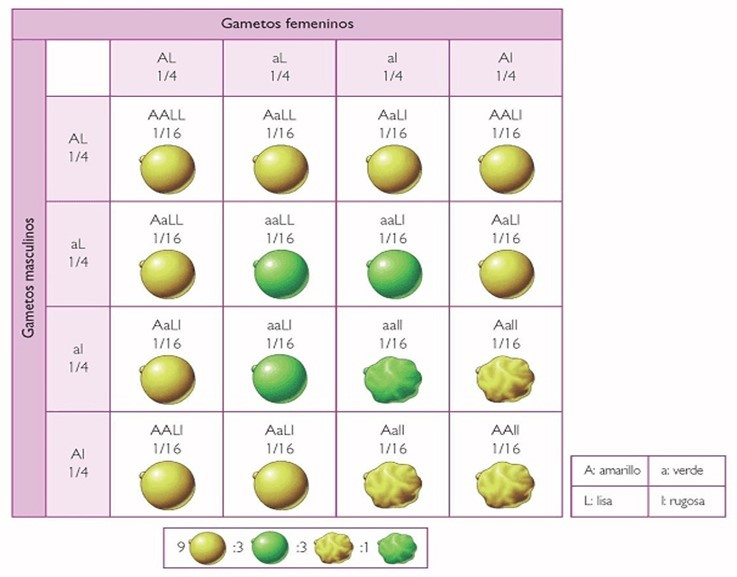 Gametos femeninos
AL aL al Al
1/4 1/4 1/4 1/4
Gametos masculinos
AL
1/4
AALL AaLL AaLl AALl
1/16 1/16 1/16 1/16
aL
1/4
AaLL aaLL aaLl AaLl
1/16 1/16 1/16 1/16
al
1/4
AaLl aaLl aall Aall
1/16 1/16 1/16 1/16
Al
1/4
AALl AaLl Aall AAll
1/16 1/16 1/16 1/16
A: amarillo a: verde
L: lisa l: rugosa
9 :3 :3 :1